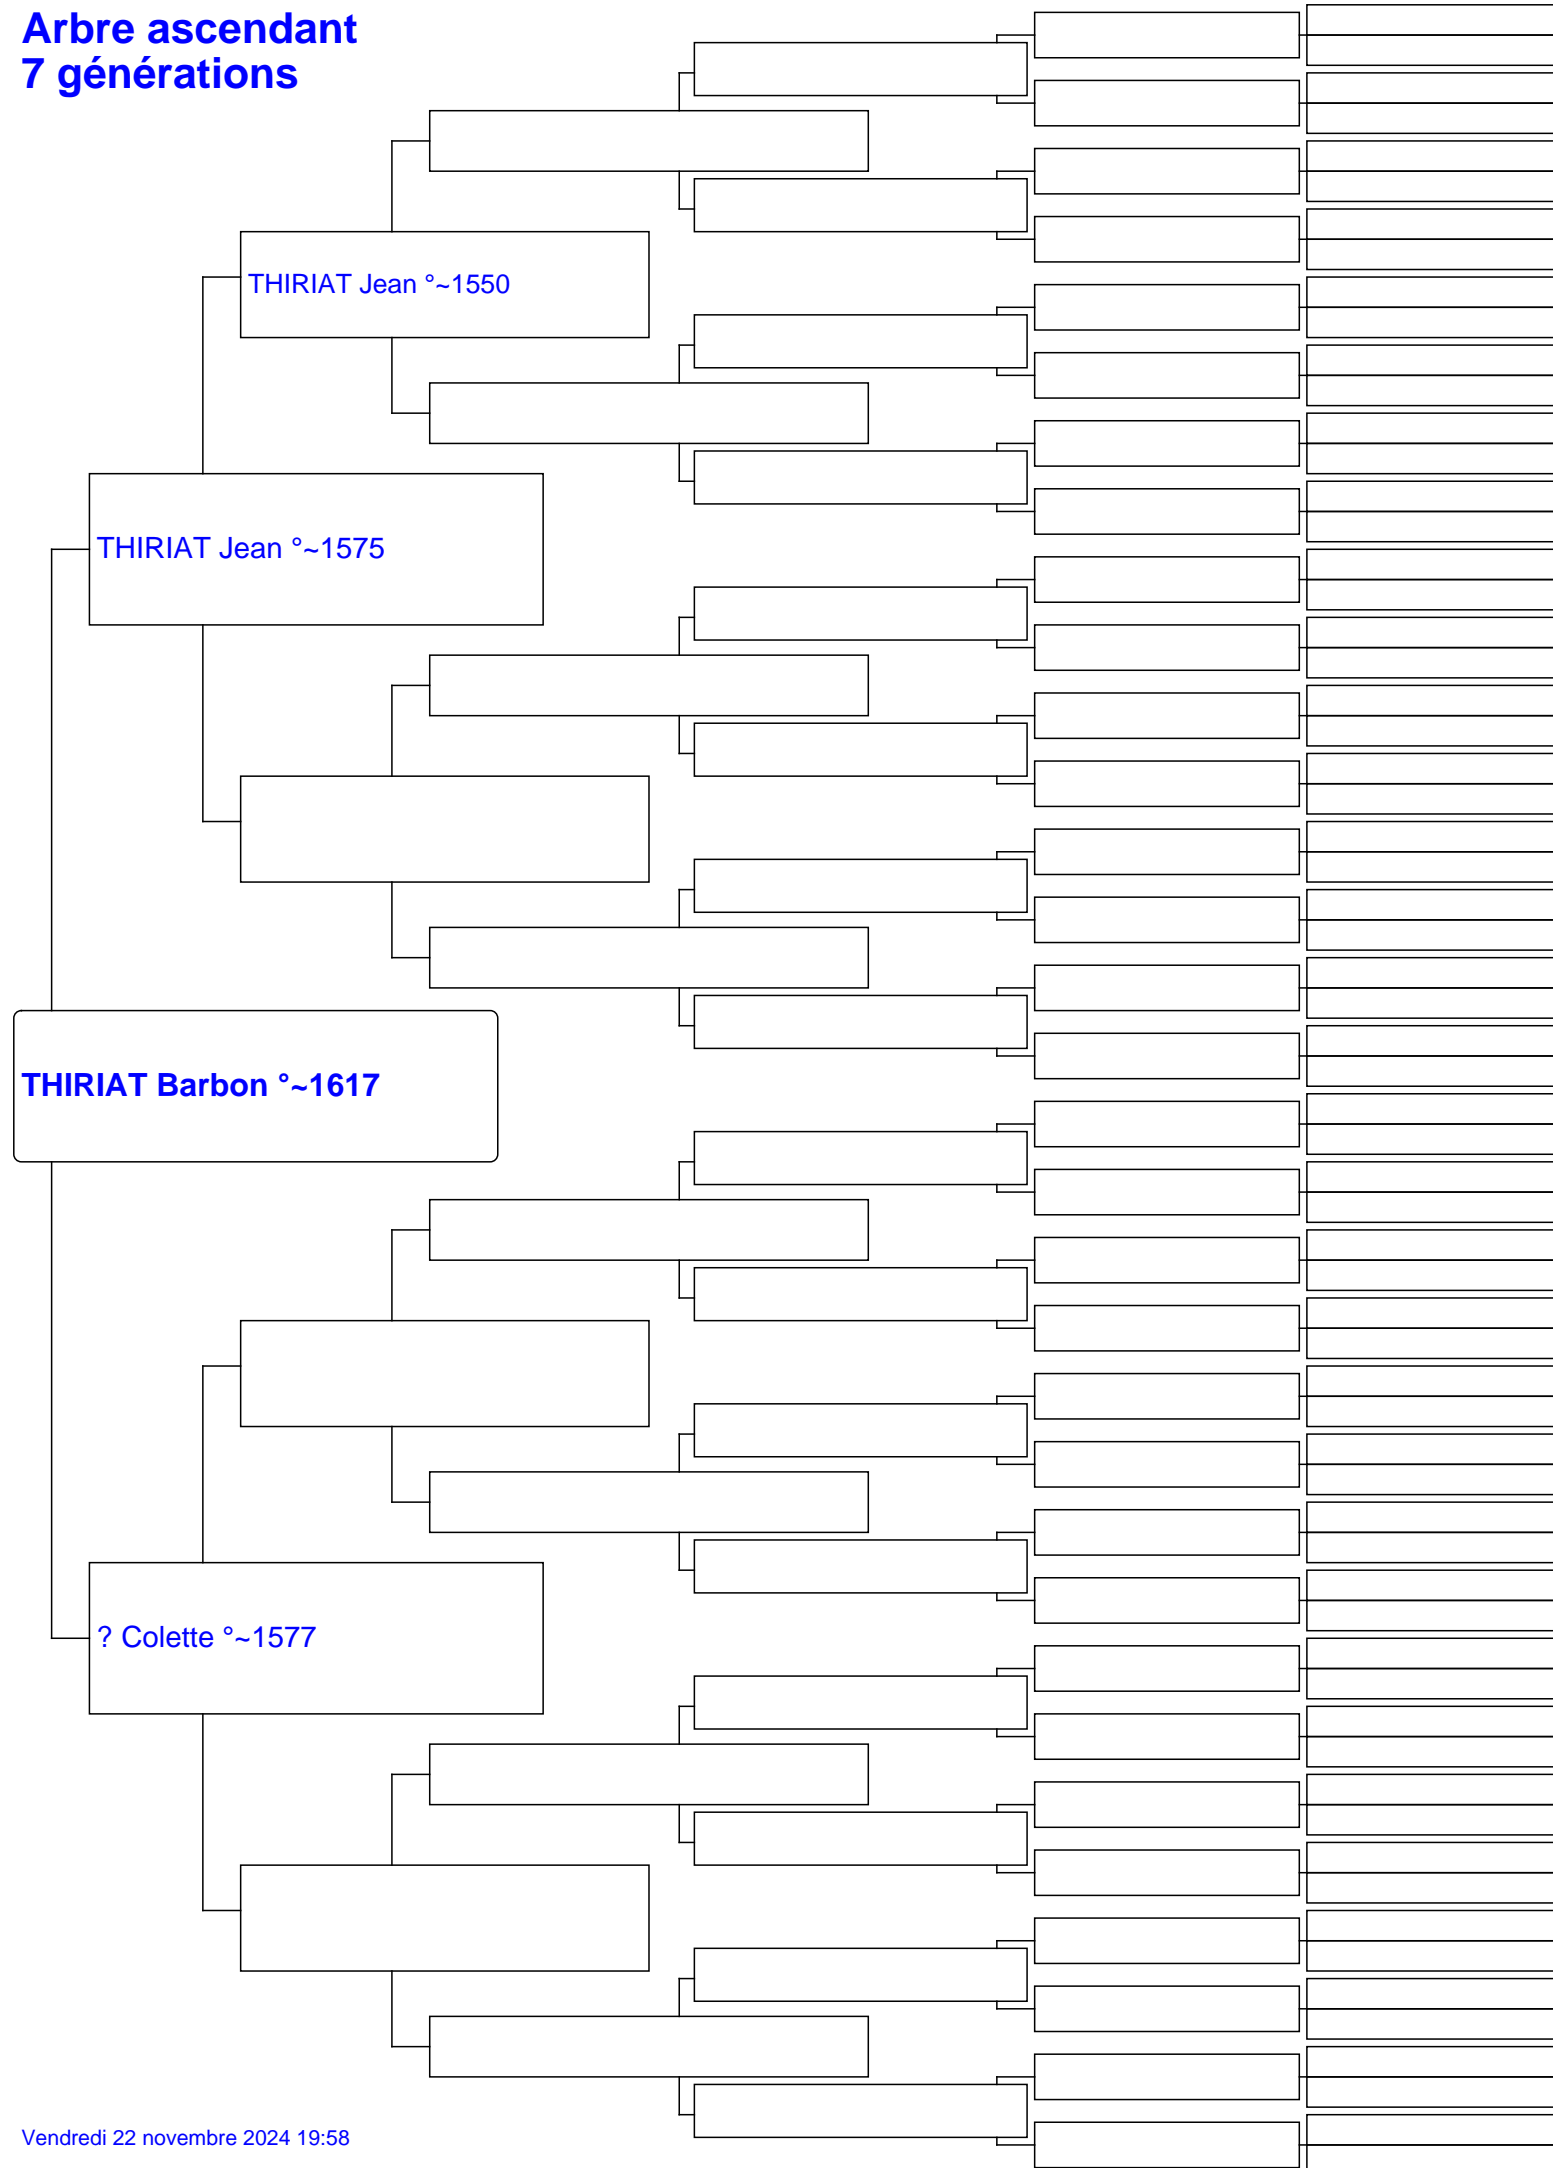 Arbre ascendant
7 générations
THIRIAT Jean °~1550
THIRIAT Jean °~1575
THIRIAT Barbon °~1617
? Colette °~1577
Vendredi 22 novembre 2024 19:58